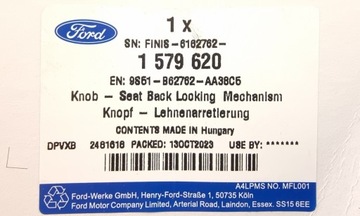 Ford
1 x
SN: FINIS-6162762-
1 579 620
EN: 9S51-B62762-AA38C5
Knob - Seat Back Locking Mechanism
Knopf - Lehnenarretierung
CONTENTS MADE IN Hungary
DPVXB 2481616 PACKED: 13OCT2023 USE BY: *******
A4LPMS NO. MFL001
Ford-Werke GmbH, Henry-Ford-Straße 1, 50735 Köln
Ford Motor Company Limited, Arterial Road, Laindon, Essex. SS15 6EE